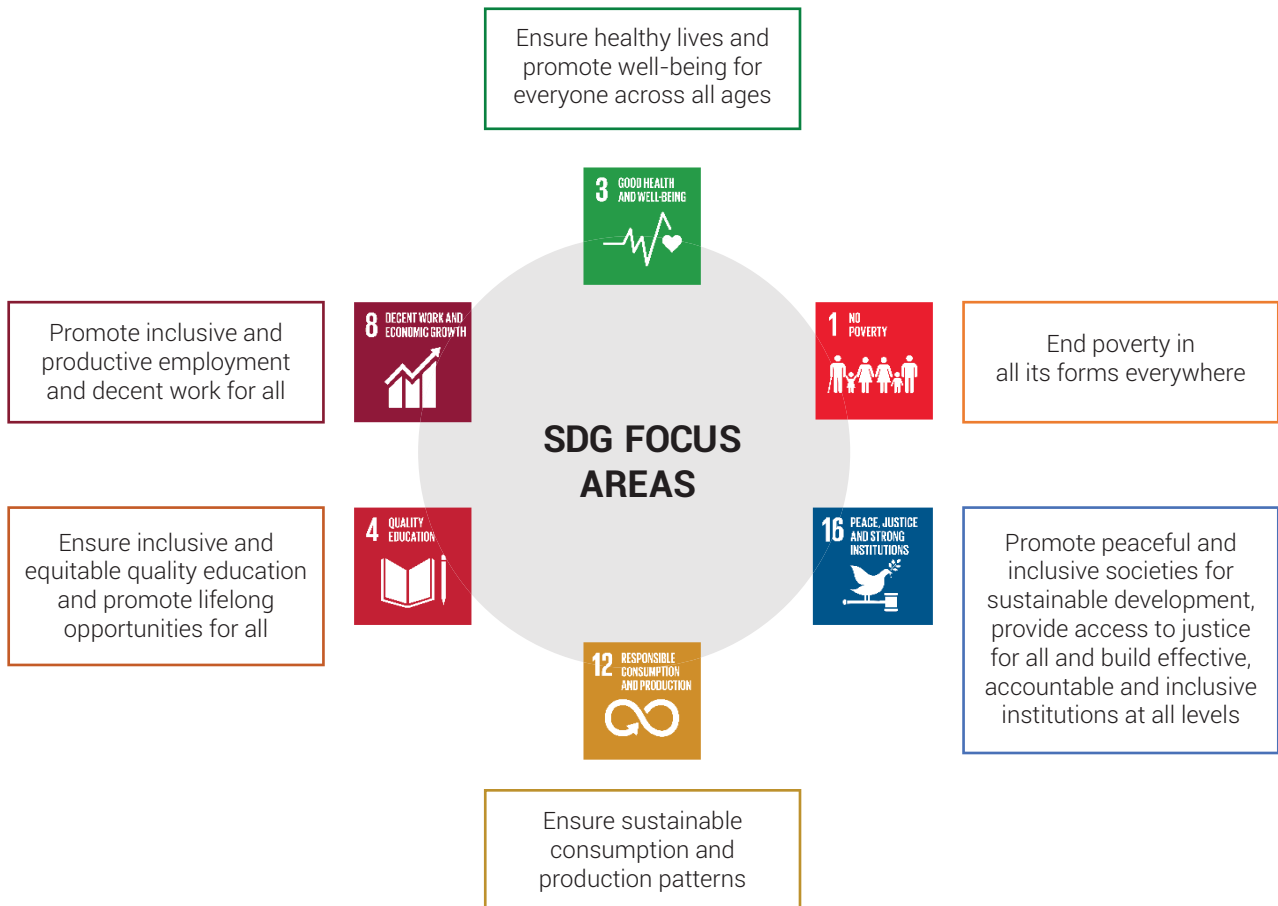 Ensure healthy lives and
promote well-being for
everyone across all ages
3 GOOD HEALTH
AND WELL-BEING
Promote inclusive and
productive employment
and decent work for all
8 DECENT WORK AND
ECONOMIC GROWTH
1 NO
POVERTY
End poverty in
all its forms everywhere
SDG FOCUS
AREAS
Ensure inclusive and
equitable quality education
and promote lifelong
opportunities for all
4 QUALITY
EDUCATION
16 PEACE, JUSTICE
AND STRONG
INSTITUTIONS
Promote peaceful and
inclusive societies for
sustainable development,
provide access to justice
for all and build effective,
accountable and inclusive
institutions at all levels
12 RESPONSIBLE
CONSUMPTION
AND PRODUCTION
Ensure sustainable
consumption and
production patterns